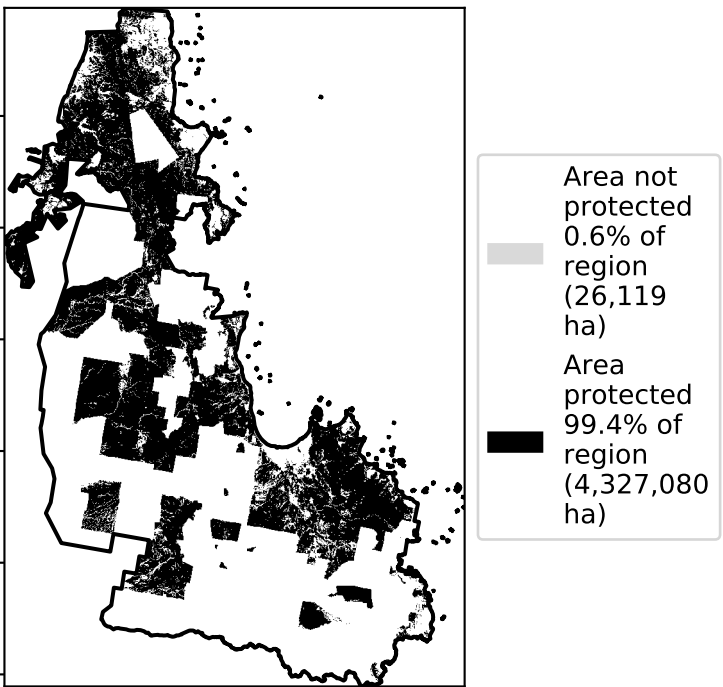 Area not
protected
0.6% of
region
(26,119
ha)
Area
protected
99.4% of
region
(4,327,080
ha)